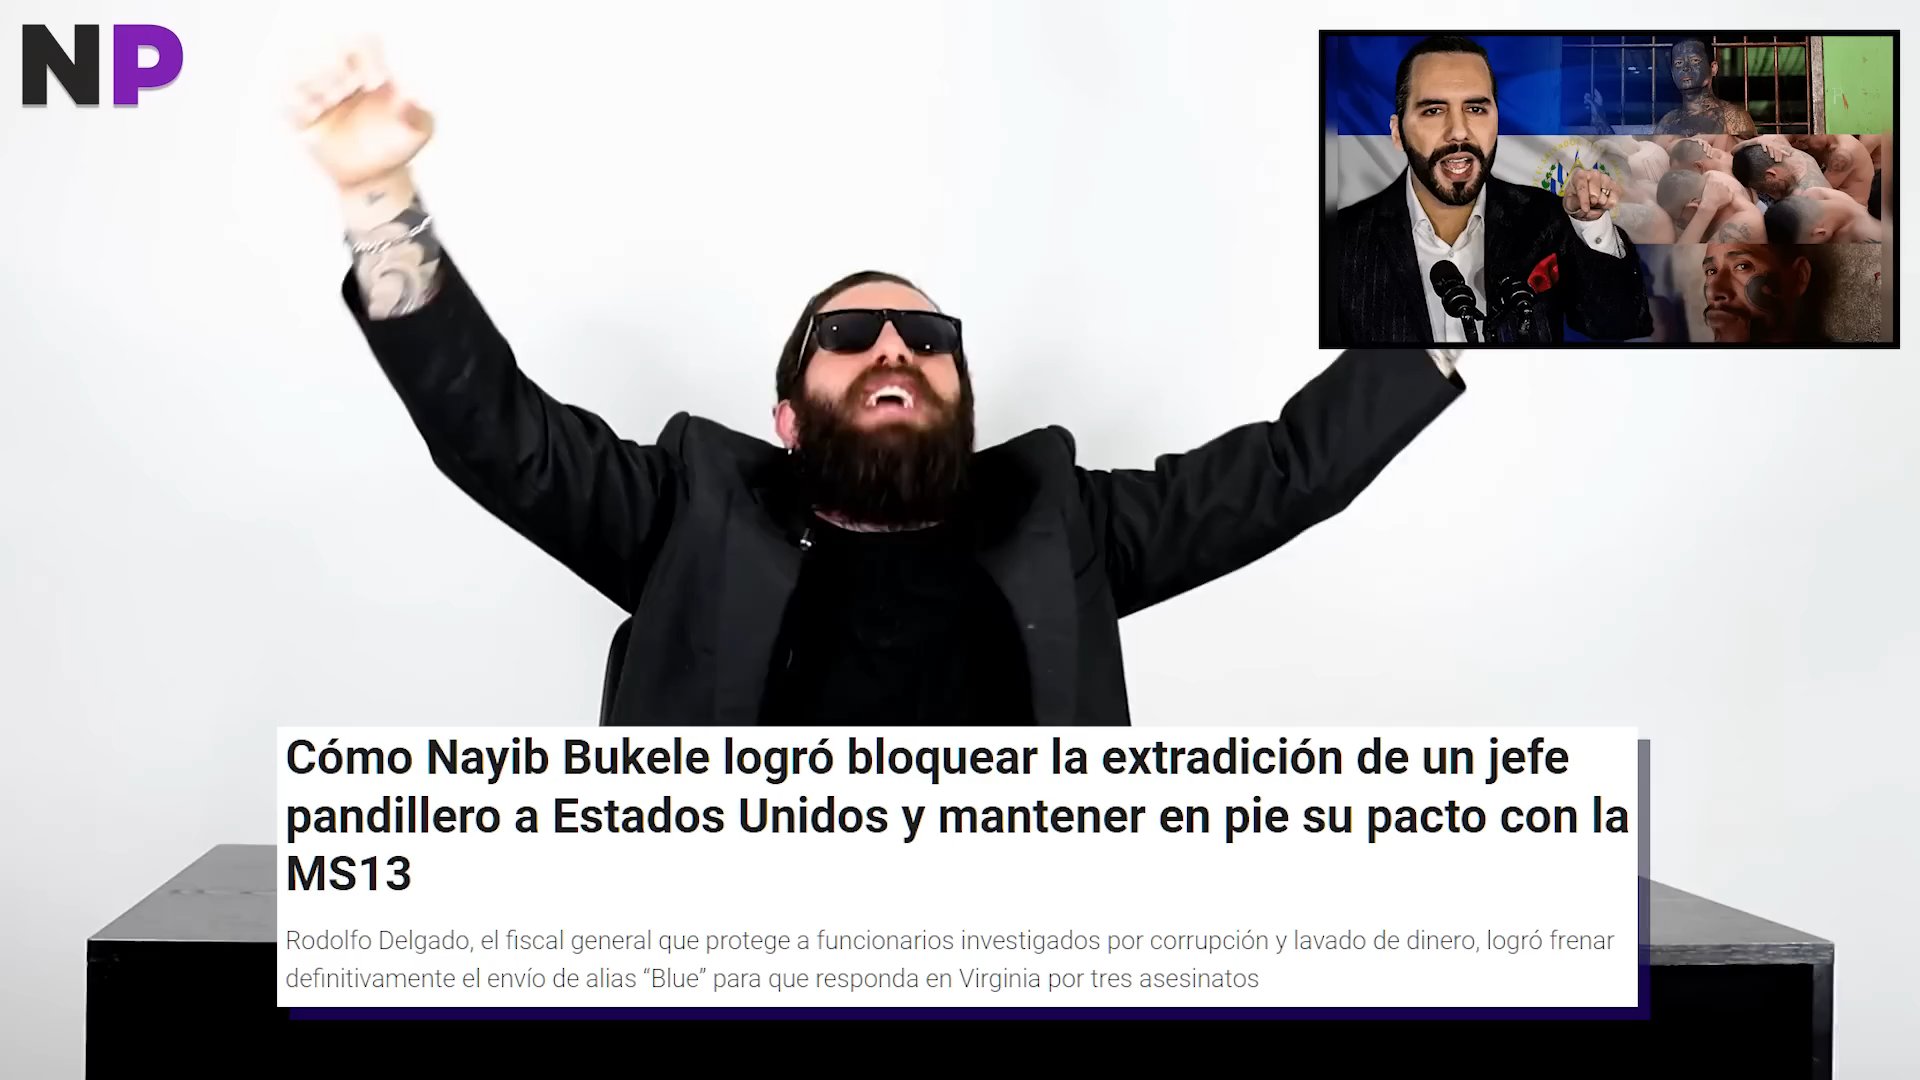 NP
Cómo Nayib Bukele logró bloquear la extradición de un jefe
pandillero a Estados Unidos y mantener en pie su pacto con la
MS13
Rodolfo Delgado, el fiscal general que protege a funcionarios investigados por corrupción y lavado de dinero, logró frenar
definitivamente el envío de alias “Blue” para que responda en Virginia por tres asesinatos